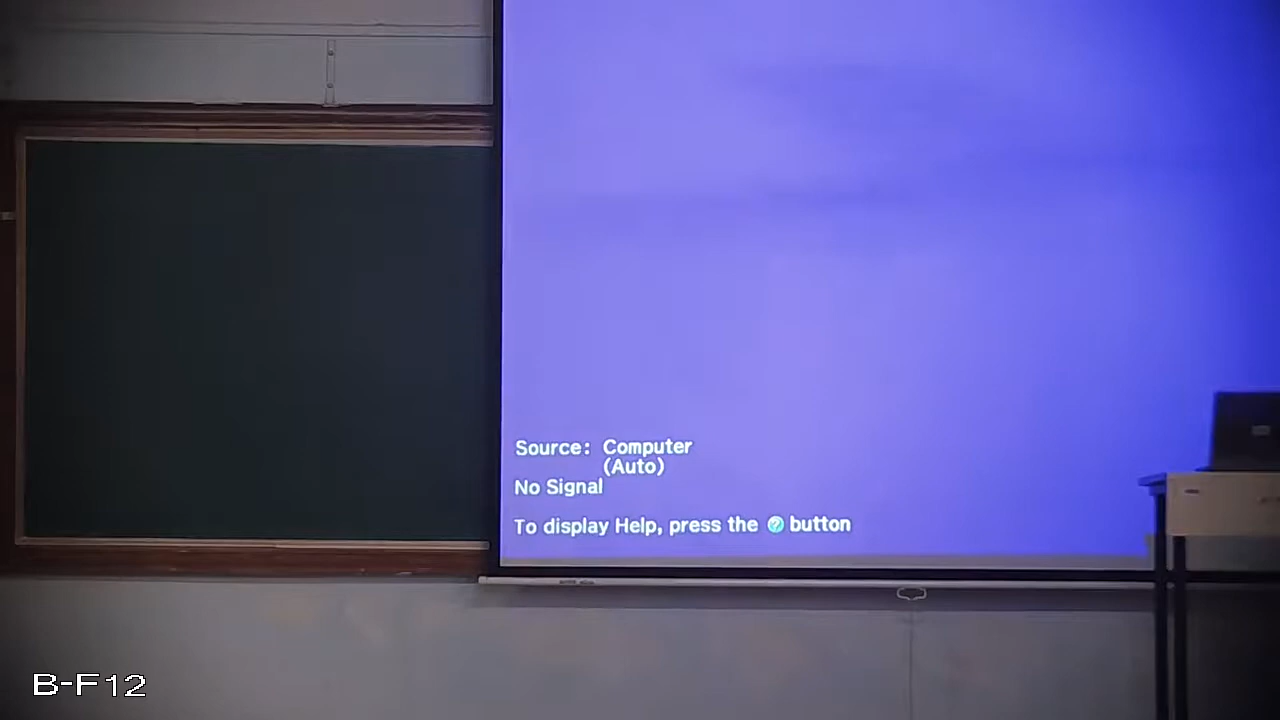 Source: Computer
(Auto)
No Signal
To display Help, press the ? button
B-F12